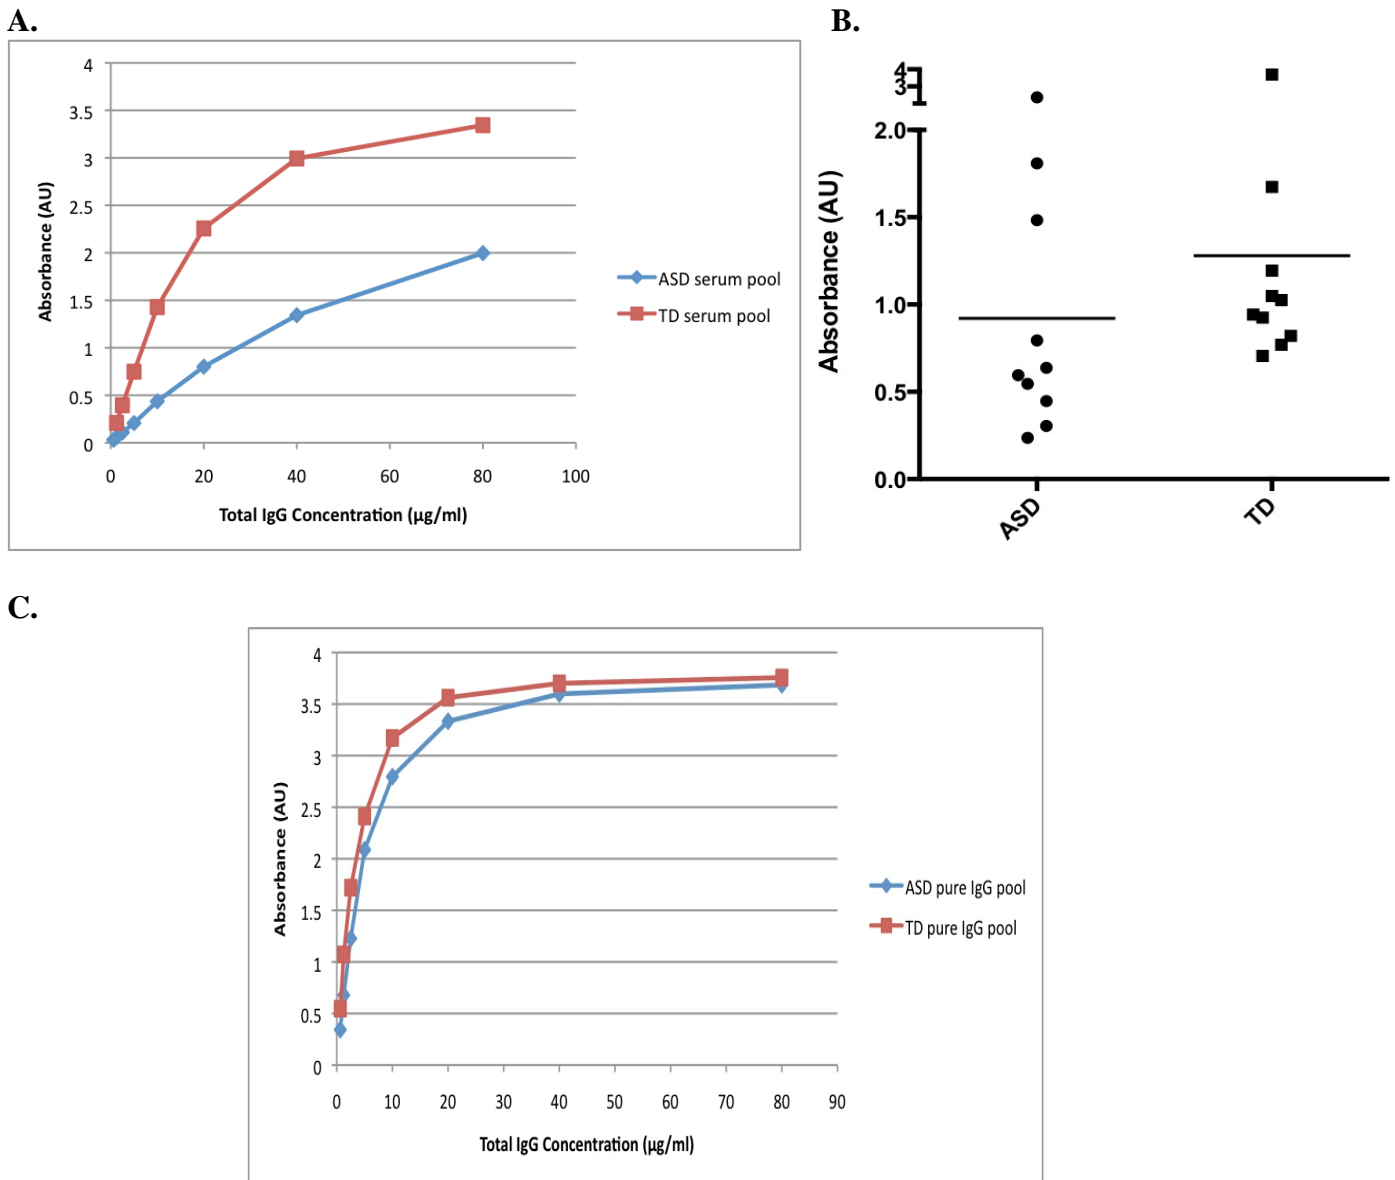 A.
4
3.5
3
2.5
2
1.5
1
0.5
0
Absorbance (AU)
0 20 40 60 80 100
Total IgG Concentration (µg/ml)
ASD serum pool
TD serum pool
B.
4
3
2.0
1.5
1.0
0.5
0.0
Absorbance (AU)
ASD
TD
C.
4
3.5
3
2.5
2
1.5
1
0.5
0
Absorbance (AU)
0 10 20 30 40 50 60 70 80 90
Total IgG Concentration (µg/ml)
ASD pure IgG pool
TD pure IgG pool